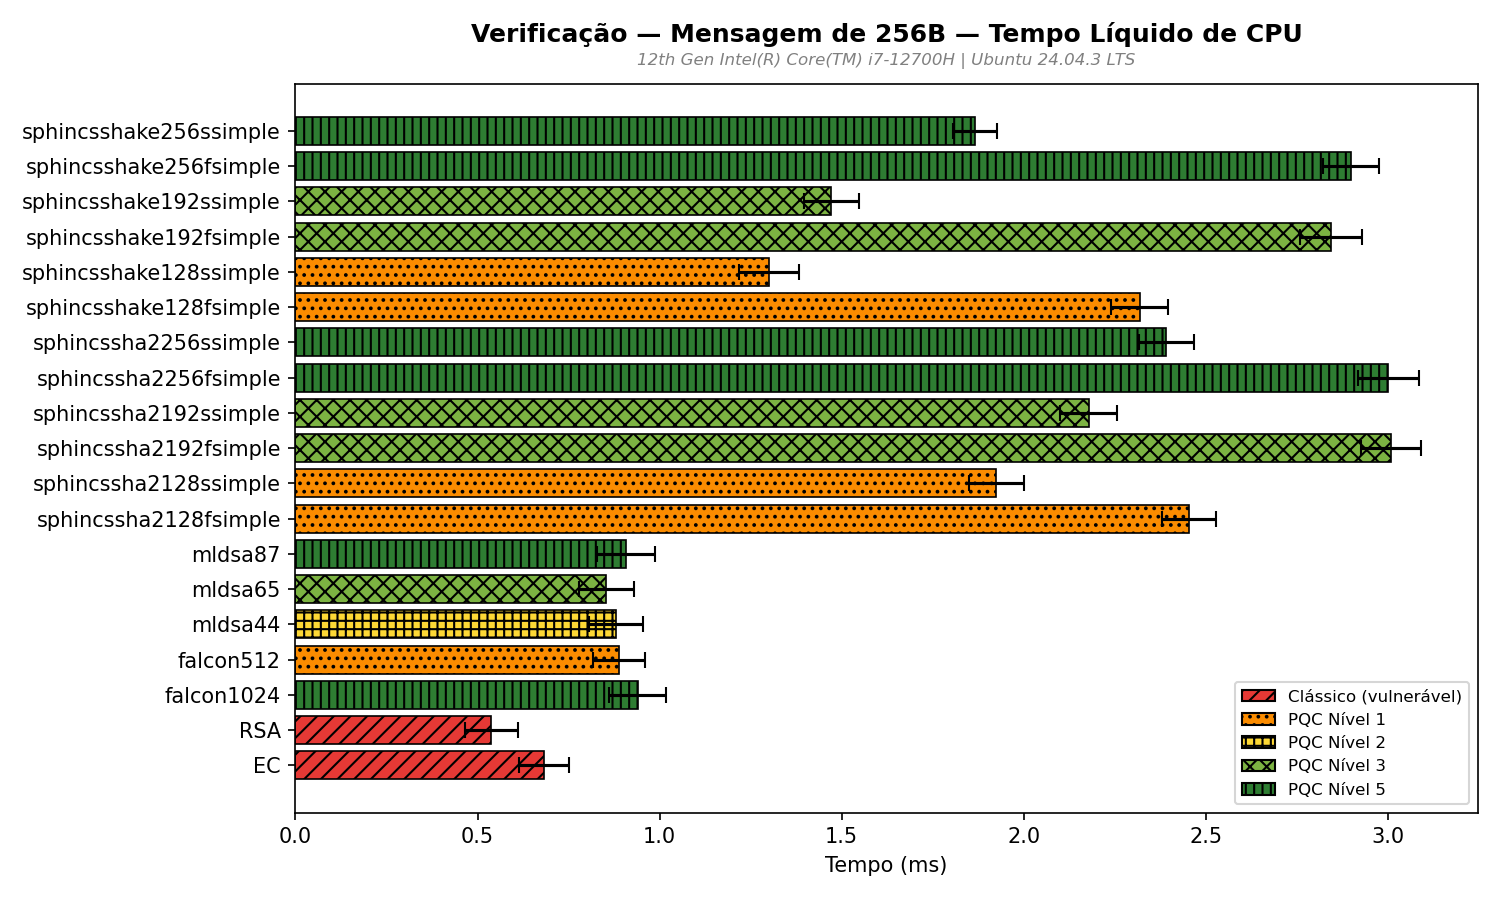 Verificação — Mensagem de 256B — Tempo Líquido de CPU
12th Gen Intel(R) Core(TM) i7-12700H | Ubuntu 24.04.3 LTS
sphincsshake256ssimple
sphincsshake256fsimple
sphincsshake192ssimple
sphincsshake192fsimple
sphincsshake128ssimple
sphincsshake128fsimple
sphincssha2256ssimple
sphincssha2256fsimple
sphincssha2192ssimple
sphincssha2192fsimple
sphincssha2128ssimple
sphincssha2128fsimple
mldsa87
mldsa65
mldsa44
falcon512
falcon1024
RSA
EC
Clássico (vulnerável)
PQC Nível 1
PQC Nível 2
PQC Nível 3
PQC Nível 5
0.0 0.5 1.0 1.5 2.0 2.5 3.0
Tempo (ms)